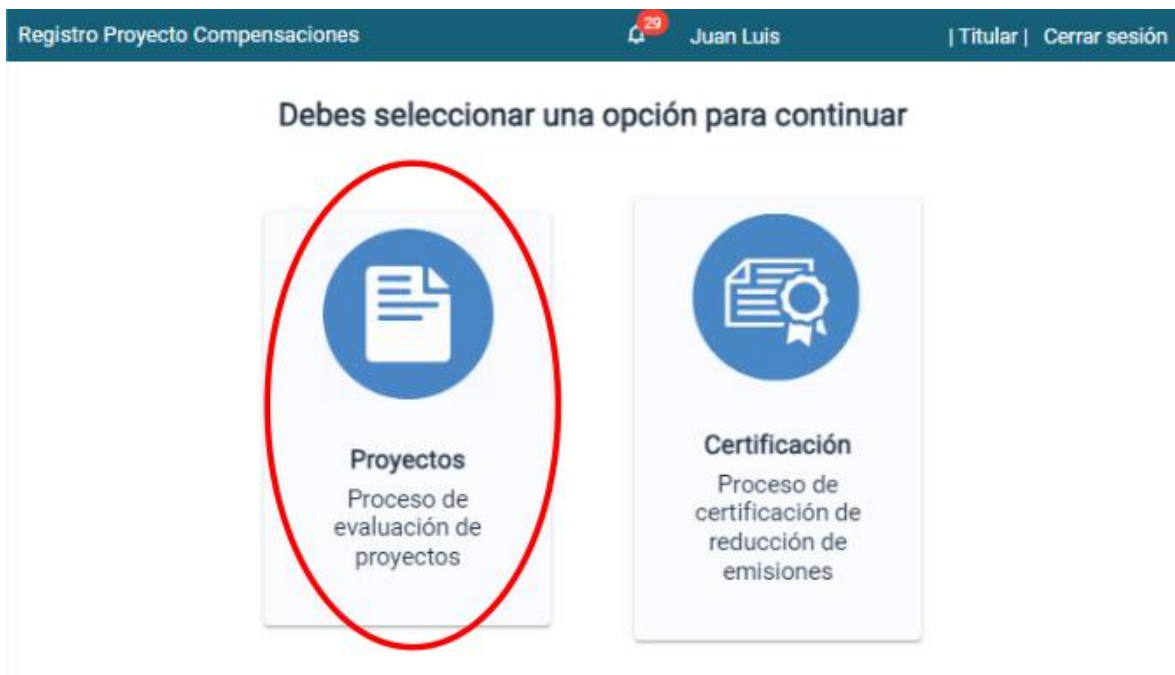 Registro Proyecto Compensaciones
29
Juan Luis
| Titular |
Cerrar sesión
Debes seleccionar una opción para continuar
Proyectos
Proceso de
evaluación de
proyectos
Certificación
Proceso de
certificación de
reducción de
emisiones